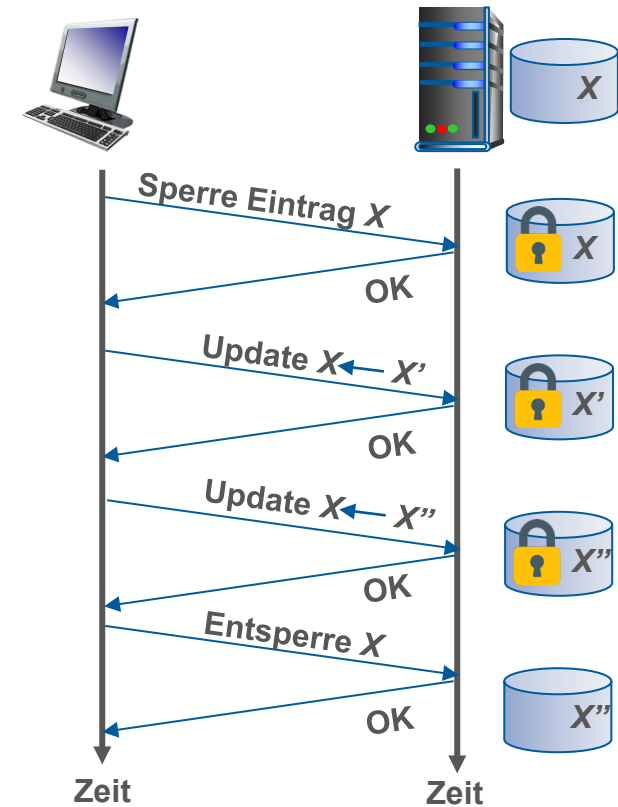 X
Sperre Eintrag X
X
OK
Update X X’
X’
OK
Update X X’’
X’’
OK
Entsperre X
X’’
OK
Zeit
Zeit